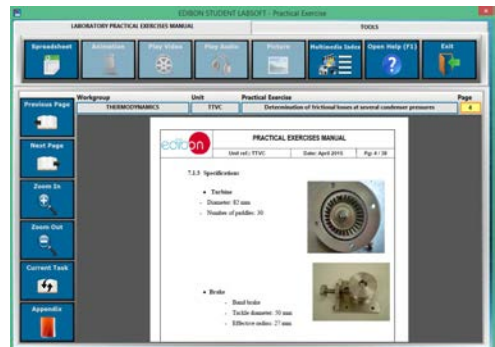 EDIBON STUDENT LABSOFT - Practical Exercise
LABORATORY PRACTICAL EXERCISES MANUAL
TOOLS
Spreadsheet
Animation
Play Video
Play Audio
Picture
Multimedia Index
Open Help (F1)
Exit
Previous Page
Workgroup
Unit
Practical Exercise
Page
THERMODYNAMICS
TTVC
Determination of frictional losses at several condenser pressures
4
Next Page
Zoom In
Zoom Out
Current Task
Appendix
edibon
PRACTICAL EXERCISES MANUAL
Unit ref.: TTVC
Date: April 2015
Pg: 4 / 38
7.1.3 Specifications
• Turbine
- Diameter: 82 mm
- Number of paddles: 30
• Brake
- Band brake
- Tackle diameter: 50 mm
- Effective radius: 27 mm